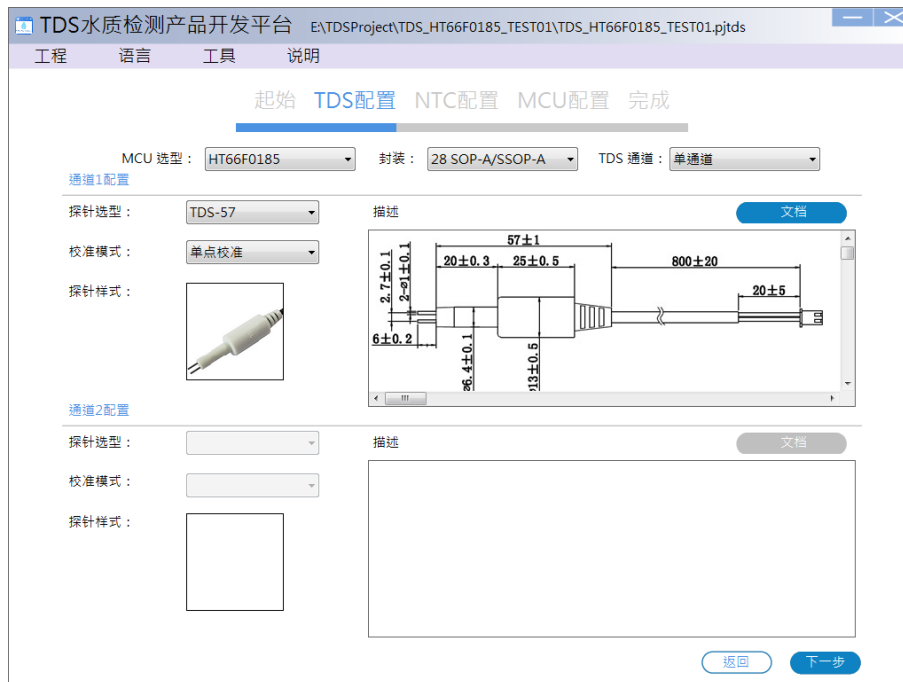 TDS水质检测产品开发平台 E:\TDSProject\TDS_HT66F0185_TEST01\TDS_HT66F0185_TEST01.pjtds
工程 语言 工具 说明
起始 TDS配置 NTC配置 MCU配置 完成
MCU 选型： HT66F0185 封装： 28 SOP-A/SSOP-A TDS 通道： 单通道
通道1配置
探针选型： TDS-57 描述 文档
校准模式： 单点校准
探针样式：
57±1
20±0.3 25±0.5 800±20
2.7±0.1
2-ø1±0.1
20±5
6±0.2
ø6.4±0.1
ø13±0.5
通道2配置
探针选型： 描述 文档
校准模式：
探针样式：
返回 下一步